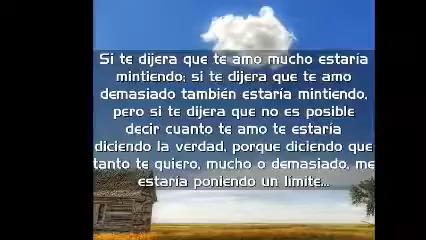 Si te dijera que te amo mucho estaría
mintiendo; si te dijera que te amo
demasiado también estaría mintiendo,
pero si te dijera que no es posible
decir cuanto te amo te estaría
diciendo la verdad, porque diciendo que
tanto te quiero, mucho o demasiado, me
estaría poniendo un limite...